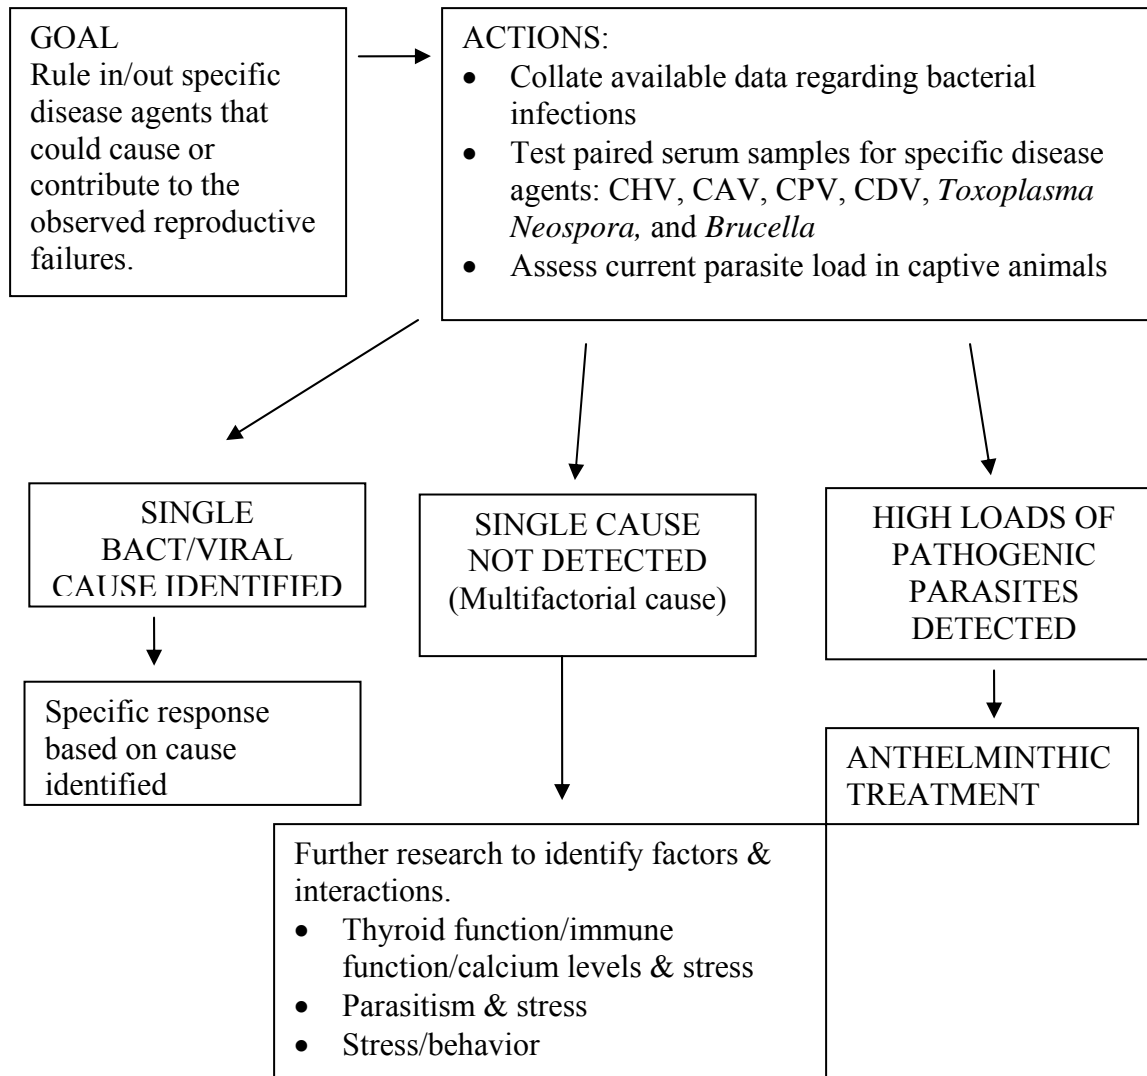 GOAL
Rule in/out specific
disease agents that
could cause or
contribute to the
observed reproductive
failures.
ACTIONS:
• Collate available data regarding bacterial
infections
• Test paired serum samples for specific disease
agents: CHV, CAV, CPV, CDV, Toxoplasma
Neospora, and Brucella
• Assess current parasite load in captive animals
SINGLE
BACT/VIRAL
CAUSE IDENTIFIED
SINGLE CAUSE
NOT DETECTED
(Multifactorial cause)
HIGH LOADS OF
PATHOGENIC
PARASITES
DETECTED
Specific response
based on cause
identified
ANTHELMINTHIC
TREATMENT
Further research to identify factors &
interactions.
• Thyroid function/immune
function/calcium levels & stress
• Parasitism & stress
• Stress/behavior